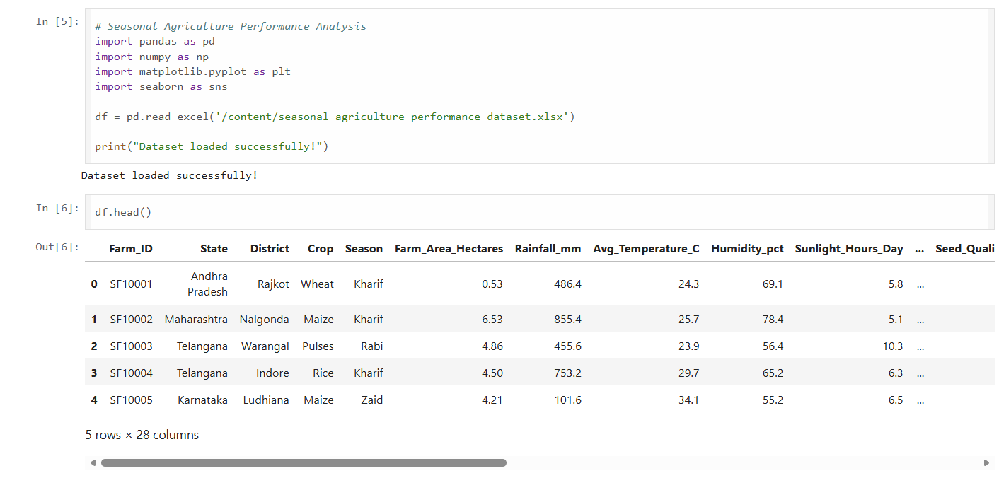 In [5]:
# Seasonal Agriculture Performance Analysis
import pandas as pd
import numpy as np
import matplotlib.pyplot as plt
import seaborn as sns
df = pd.read_excel('/content/seasonal_agriculture_performance_dataset.xlsx')
print("Dataset loaded successfully!")
Dataset loaded successfully!
In [6]:
df.head()
Out[6]:
Farm_ID State District Crop Season Farm_Area_Hectares Rainfall_mm Avg_Temperature_C Humidity_pct Sunlight_Hours_Day ... Seed_Quali
0 SF10001 Andhra Pradesh Rajkot Wheat Kharif 0.53 486.4 24.3 69.1 5.8 ...
1 SF10002 Maharashtra Nalgonda Maize Kharif 6.53 855.4 25.7 78.4 5.1 ...
2 SF10003 Telangana Warangal Pulses Rabi 4.86 455.6 23.9 56.4 10.3 ...
3 SF10004 Telangana Indore Rice Kharif 4.50 753.2 29.7 65.2 6.3 ...
4 SF10005 Karnataka Ludhiana Maize Zaid 4.21 101.6 34.1 55.2 6.5 ...
5 rows × 28 columns